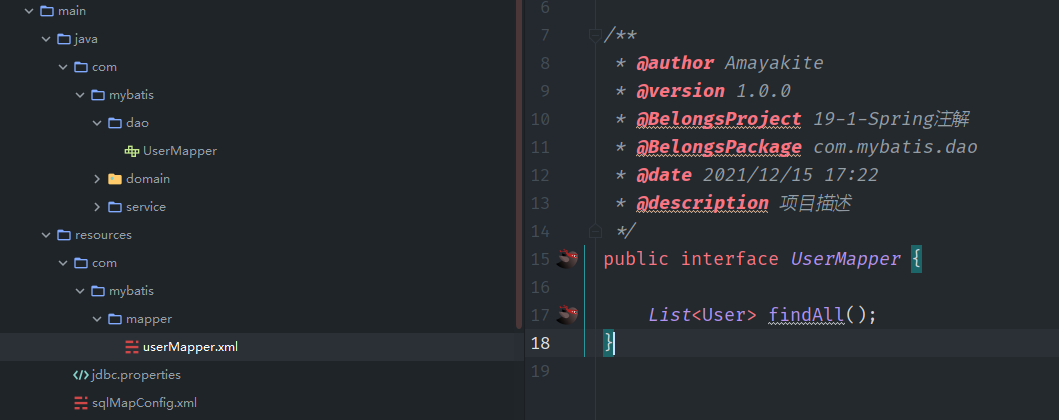 main
java
com
mybatis
dao
UserMapper
domain
service
resources
com
mybatis
mapper
userMapper.xml
jdbc.properties
sqlMapConfig.xml
6
7 /**
8 * @author Amayakite
9 * @version 1.0.0
10 * @BelongsProject 19-1-Spring注解
11 * @BelongsPackage com.mybatis.dao
12 * @date 2021/12/15 17:22
13 * @description 项目描述
14 */
15 public interface UserMapper {
16
17 List<User> findAll();
18 }
19